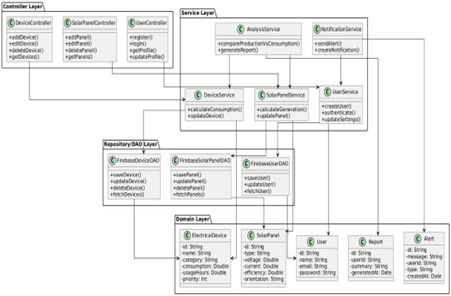 Controller Layer
DeviceController
+addDevice()
+editDevice()
+deleteDevice()
+getDevices()
SolarPanelController
+addPanel()
+editPanel()
+deletePanel()
+getPanels()
UserController
+register()
+login()
+getProfile()
+updateProfile()
Service Layer
AnalysisService
+compareProductionVsConsumption()
+generateReport()
NotificationService
+sendAlert()
+createNotification()
DeviceService
+calculateConsumption()
+updateDevice()
SolarPanelService
+calculateGeneration()
+updatePanel()
UserService
+createUser()
+authenticate()
+updateSettings()
Repository/DAO Layer
FirebaseDeviceDAO
+saveDevice()
+updateDevice()
+deleteDevice()
+fetchDevices()
FirebaseSolarPanelDAO
+savePanel()
+updatePanel()
+deletePanel()
+fetchPanels()
FirebaseUserDAO
+saveUser()
+updateUser()
+fetchUser()
Domain Layer
ElectricalDevice
-id: String
-name: String
-category: String
-consumption: Double
-usageHours: Double
-priority: Int
SolarPanel
-id: String
-type: String
-voltage: Double
-current: Double
-efficiency: Double
-orientation: String
User
-id: String
-name: String
-email: String
-password: String
Report
-id: String
-userId: String
-summary: String
-generatedAt: Date
Alert
-id: String
-message: String
-userId: String
-type: String
-createdAt: Date